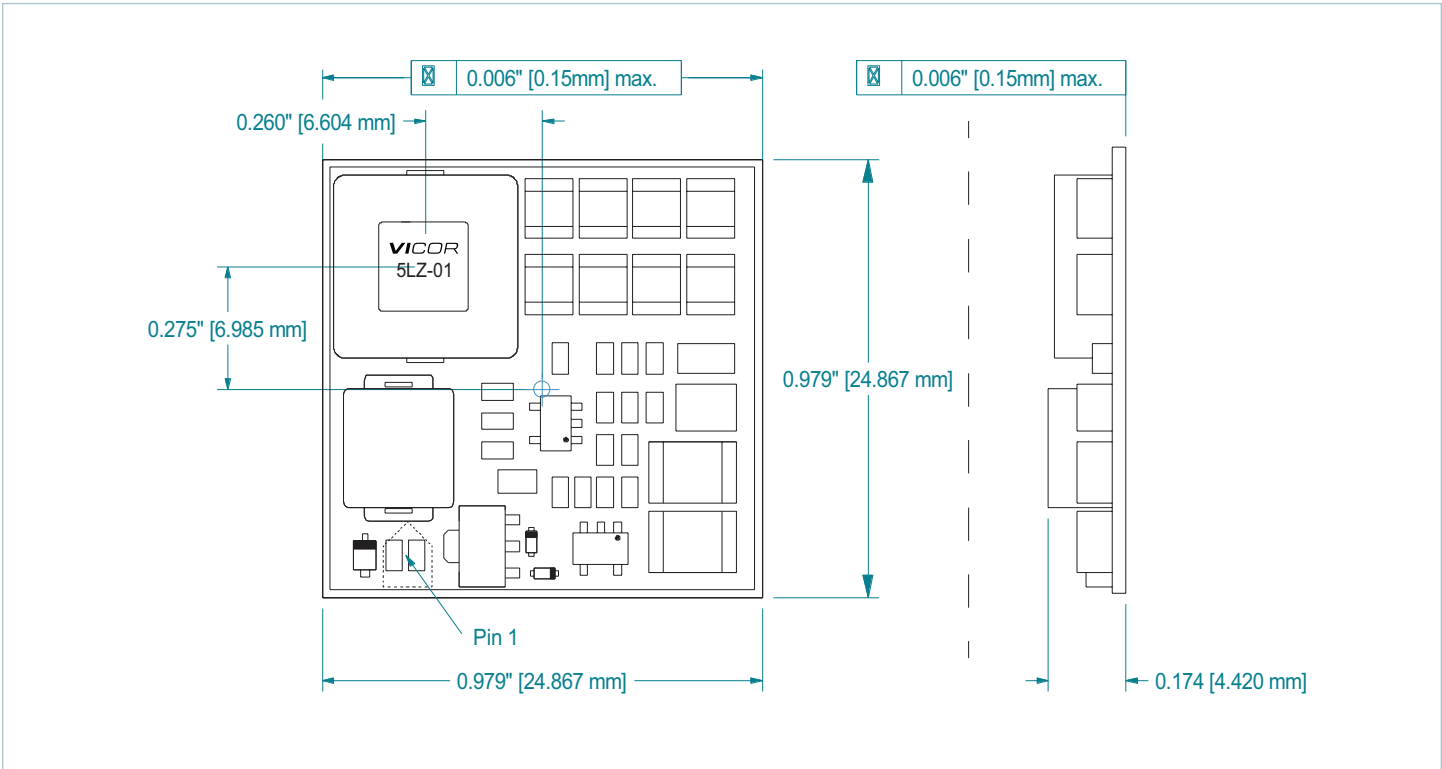 0.006" [0.15mm] max.
0.006" [0.15mm] max.
0.260" [6.604 mm]
VICOR
5LZ-01
0.275" [6.985 mm]
0.979" [24.867 mm]
Pin 1
0.979" [24.867 mm]
0.174 [4.420 mm]